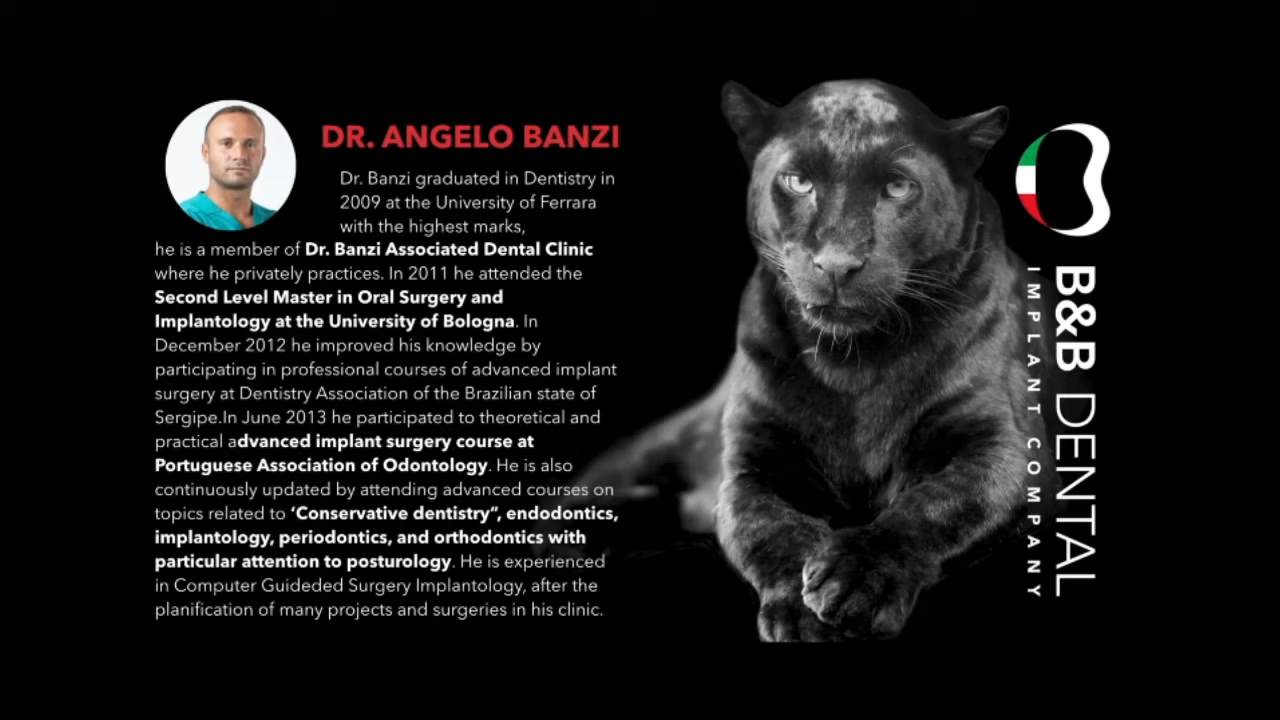 DR. ANGELO BANZI
Dr. Banzi graduated in Dentistry in
2009 at the University of Ferrara
with the highest marks,
he is a member of Dr. Banzi Associated Dental Clinic
where he privately practices. In 2011 he attended the
Second Level Master in Oral Surgery and
Implantology at the University of Bologna. In
December 2012 he improved his knowledge by
participating in professional courses of advanced implant
surgery at Dentistry Association of the Brazilian state of
Sergipe.In June 2013 he participated to theoretical and
practical advanced implant surgery course at
Portuguese Association of Odontology. He is also
continuously updated by attending advanced courses on
topics related to ‘Conservative dentistry“, endodontics,
implantology, periodontics, and orthodontics with
particular attention to posturology. He is experienced
in Computer Guideded Surgery Implantology, after the
planification of many projects and surgeries in his clinic.
B&B DENTAL
IMPLANT COMPANY